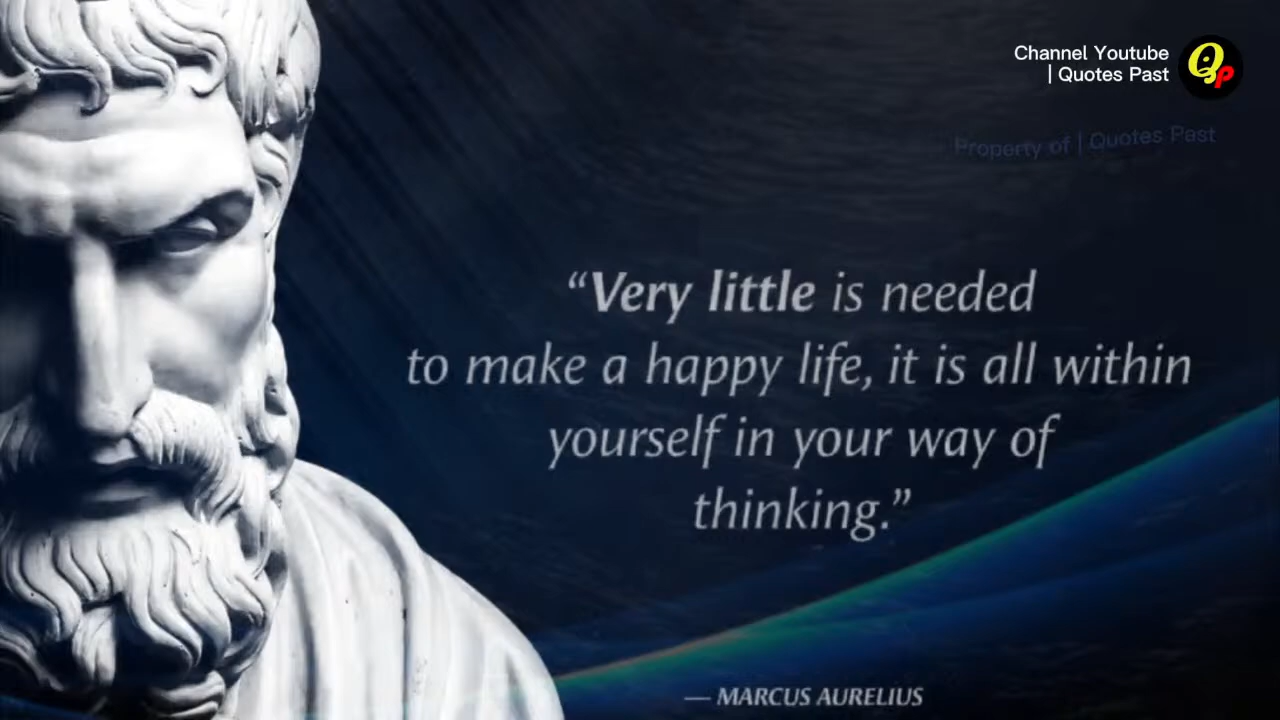 Channel Youtube
| Quotes Past
Qp
Property of | Quotes Past
“Very little is needed
to make a happy life, it is all within
yourself in your way of
thinking.”
— MARCUS AURELIUS